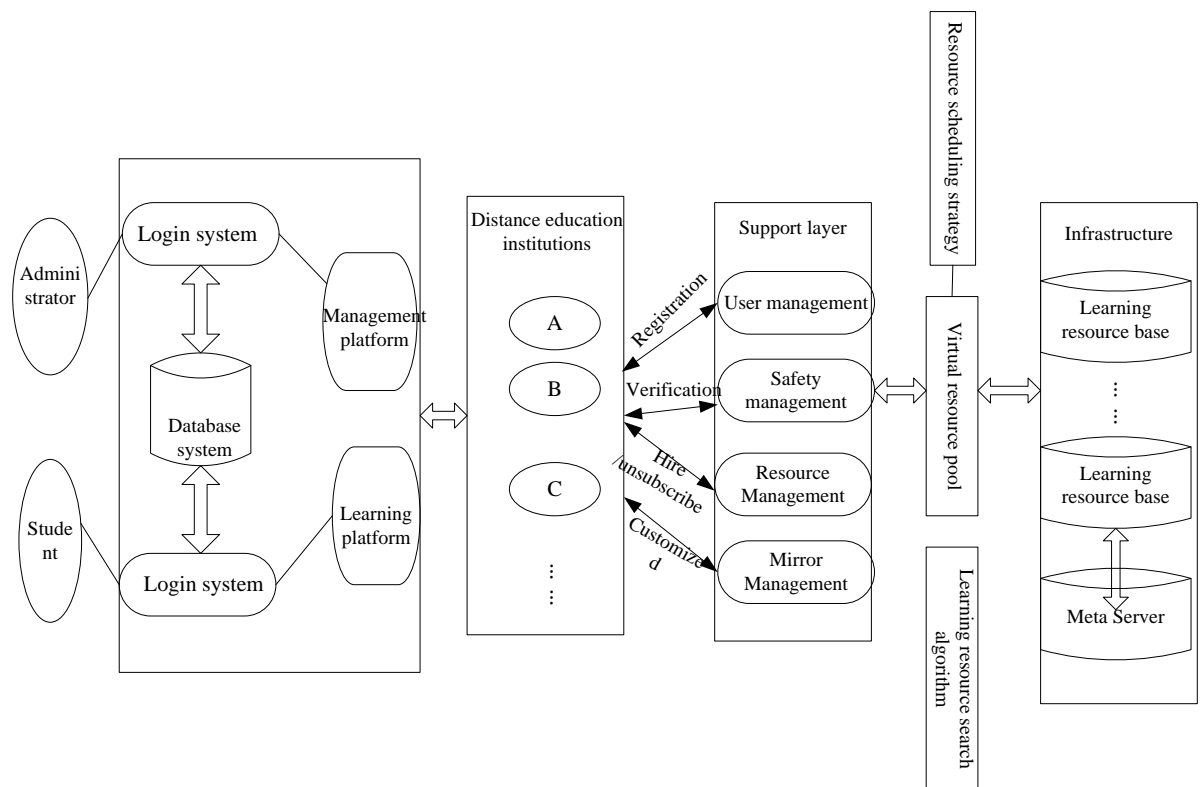 Admini
strator
Stude
nt
Login system
Management
platform
Database
system
Learning
platform
Login system
Distance education
institutions
A
B
C
...
...
Registration
Verification
Hire
/unsubscribe
Customize
d
Support layer
User management
Safety
management
Resource
Management
Mirror
Management
Resource scheduling
strategy
Virtual resource pool
Learning resource search
algorithm
Infrastructure
Learning
resource base
...
...
Learning
resource base
Meta Server